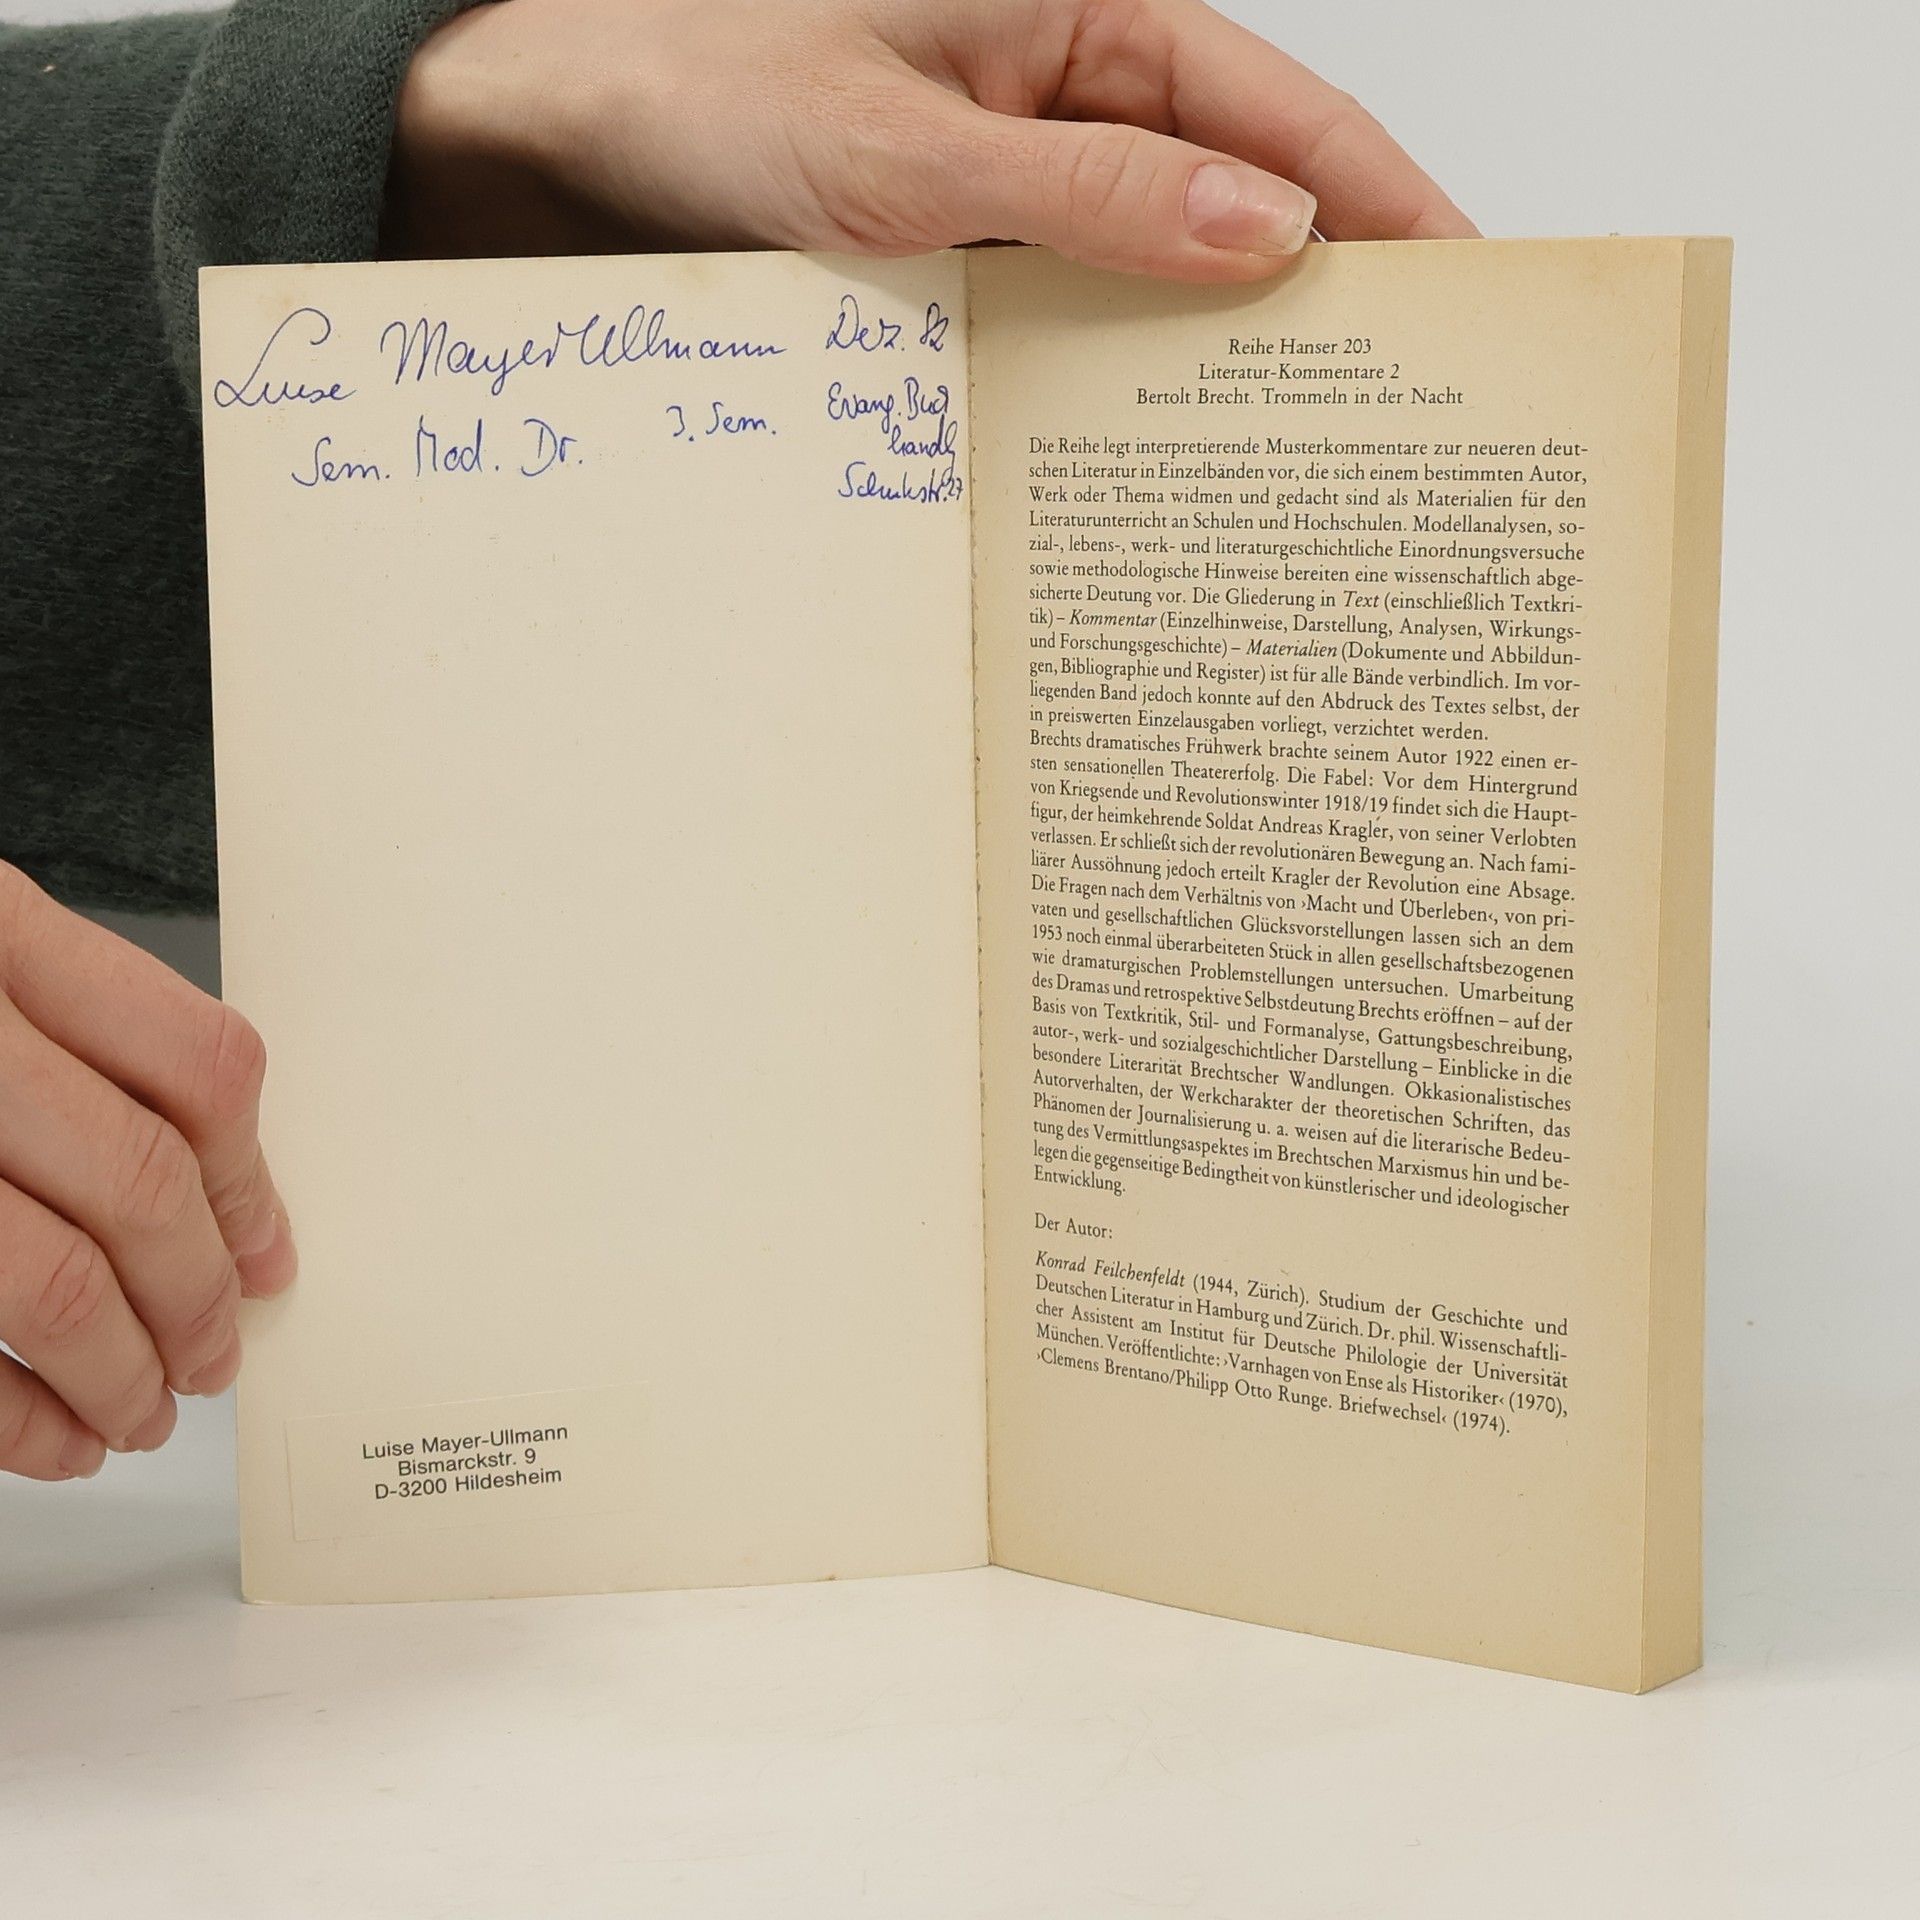 Luise Mayer-Ullmann Dez. 82
Sem. Mod. Dr. 3. Sem.
Evang. Buch
handlg
Luise Mayer-Ullmann
Bismarckstr. 9
D-3200 Hildesheim
Reihe Hanser 203
Literatur-Kommentare 2
Bertolt Brecht. Trommeln in der Nacht
Die Reihe legt interpretierende Musterkommentare zur neueren deut-
schen Literatur in Einzelbänden vor, die sich einem bestimmten Autor,
Werk oder Thema widmen und gedacht sind als Materialien für den
Literaturunterricht an Schulen und Hochschulen. Modellanalysen, so-
zial-, lebens-, werk- und literaturgeschichtliche Einordnungsversuche
sowie methodologische Hinweise bereiten eine wissenschaftlich abge-
sicherte Deutung vor. Die Gliederung in Text (einschließlich Textkri-
tik) – Kommentar (Einzelhinweise, Darstellung, Analysen, Wirkungs-
und Forschungsgeschichte) – Materialien (Dokumente und Abbildun-
gen, Bibliographie und Register) ist für alle Bände verbindlich. Im vor-
liegenden Band jedoch konnte auf den Abdruck des Textes selbst, der
in preiswerten Einzelausgaben vorliegt, verzichtet werden.
Brechts dramatisches Frühwerk brachte seinem Autor 1922 einen er-
sten sensationellen Theatererfolg. Die Fabel: Vor dem Hintergrund
von Kriegsende und Revolutionswinter 1918/19 findet sich die Haupt-
figur, der heimkehrende Soldat Andreas Kragler, von seiner Verlobten
verlassen. Er schließt sich der revolutionären Bewegung an. Nach fami-
liärer Aussöhnung jedoch erteilt Kragler der Revolution eine Absage.
Die Fragen nach dem Verhältnis von ›Macht und Überleben‹, von pri-
vaten und gesellschaftlichen Glücksvorstellungen lassen sich an dem
1953 noch einmal überarbeiteten Stück in allen gesellschaftsbezogenen
wie dramaturgischen Problemstellungen untersuchen. Umarbeitung
des Dramas und retrospektive Selbstdeutung Brechts eröffnen – auf der
Basis von Textkritik, Stil- und Formanalyse, Gattungsbeschreibung,
autor-, werk- und sozialgeschichtlicher Darstellung – Einblicke in die
besondere Literarität Brechtscher Wandlungen. Okkasionalistisches
Autorverhalten, der Werkcharakter der theoretischen Schriften, das
Phänomen der Journalisierung u. a. weisen auf die literarische Bedeu-
tung des Vermittlungsaspektes im Brechtschen Marxismus hin und be-
legen die gegenseitige Bedingtheit von künstlerischer und ideologischer
Entwicklung.
Der Autor:
Konrad Feilchenfeldt (1944, Zürich). Studium der Geschichte und
Deutschen Literatur in Hamburg und Zürich. Dr. phil. Wissenschaftli-
cher Assistent am Institut für Deutsche Philologie der Universität
München. Veröffentlichte: ›Varnhagen von Ense als Historiker‹ (1970),
›Clemens Brentano/Philipp Otto Runge. Briefwechsel‹ (1974).